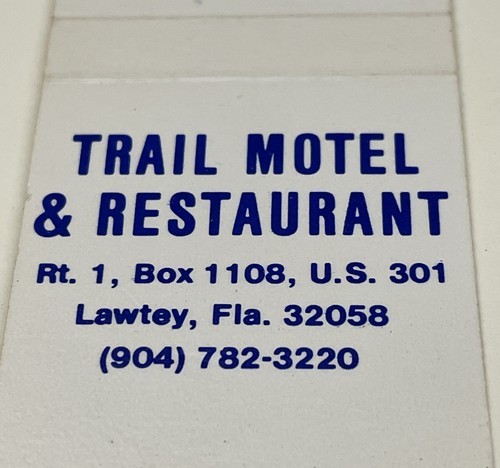 TRAIL MOTEL
& RESTAURANT
Rt. 1, Box 1108, U.S. 301
Lawtey, Fla. 32058
(904) 782-3220